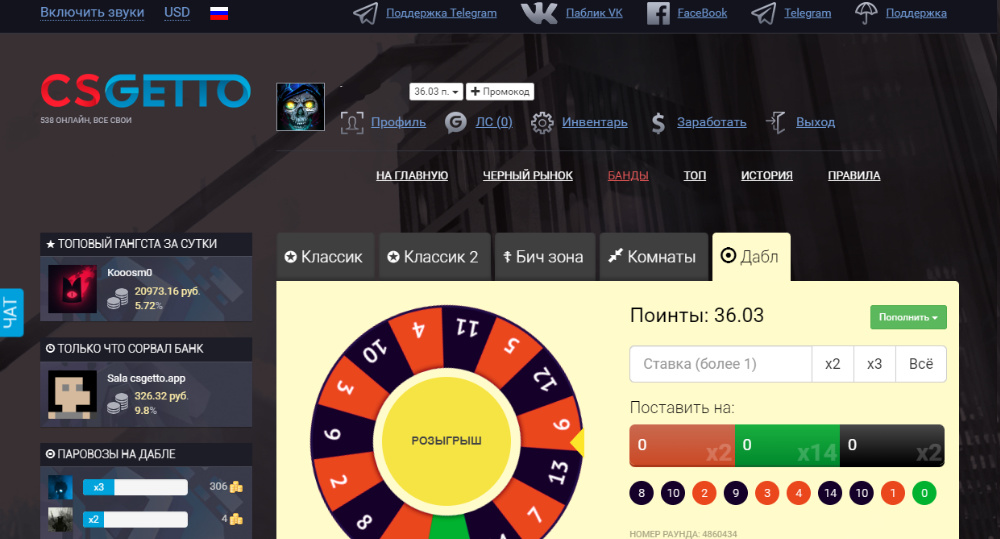 Включить звуки USD Поддержка Telegram Паблик VK FaceBook Telegram Поддержка
CSGETTO
538 ОНЛАЙН, ВСЕ СВОИ
36.03 п. Промокод
Профиль ЛС (0) Инвентарь Заработать Выход
НА ГЛАВНУЮ ЧЕРНЫЙ РЫНОК БАНДЫ ТОП ИСТОРИЯ ПРАВИЛА
ТОПОВЫЙ ГАНГСТА ЗА СУТКИ
Kooosm0
20973.16 руб.
5.72%
ЧАТ
ТОЛЬКО ЧТО СОРВАЛ БАНК
Sala csgetto.app
326.32 руб.
9.8%
ПАРОВОЗЫ НА ДАБЛЕ
x3 306
x2 4
Классик Классик 2 Бич зона Комнаты Дабл
4 11 5 12 9 13 7 8 1 6 3 10
РОЗЫГРЫШ
Поинты: 36.03 Пополнить
Ставка (более 1) x2 x3 Всё
Поставить на:
0 x2 0 x14 0 x2
8 10 2 9 3 4 14 10 1 0
НОМЕР РАУНДА: 4860434